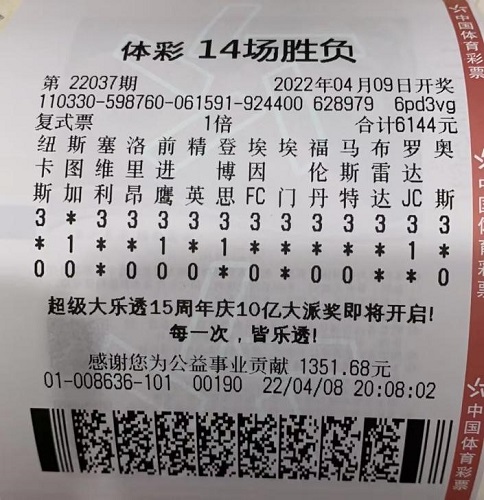 中国体育彩票
体彩 14场胜负
第 22037期 2022年04月09日开奖
110330-598760-061591-924400 628979 6pd3vg
复式票 1倍 合计6144元
纽 斯 塞 洛 前 精 登 埃 埃 福 马 布 罗 奥
卡 图 维 里 进 博 因 伦 斯 雷 达
斯 加 利 昂 鹰 英 思 FC 门 丹 特 达 JC 斯
3 3 3 3 3 3 3 3 3 3 3 3 3 3
* 1 * * 1 * 1 * * * * * 1 *
0 0 * 0 * 0 * 0 * 0 0 * * 0
超级大乐透15周年庆10亿大派奖即将开启!
每一次，皆乐透!
感谢您为公益事业贡献 1351.68元
01-008636-101 00190 22/04/08 20:08:02
中国体育彩票